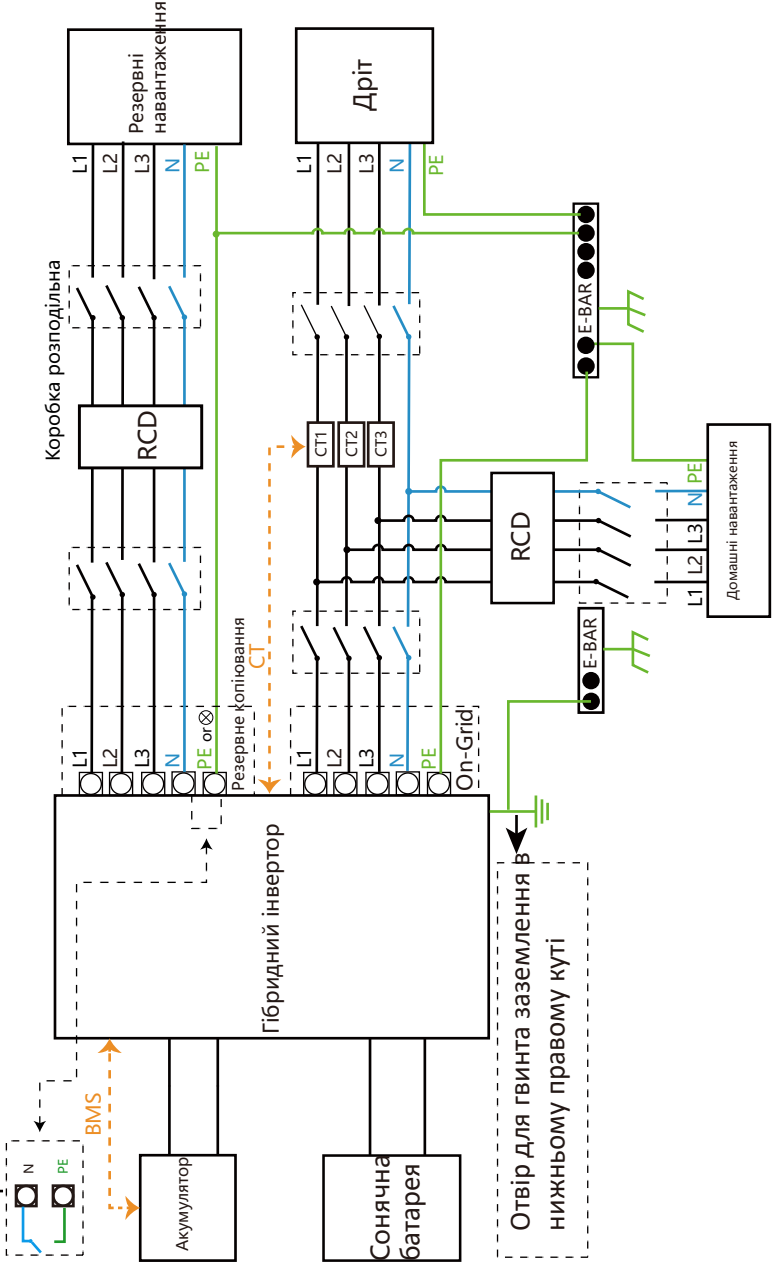 Резервні
навантаження
Дріт
L1
L2
L3
N
PE
L1
L2
L3
N
PE
Коробка розподільна
RCD
CT1
CT2
CT3
E-BAR
RCD
Домашні навантаження
L1
L2
L3
N
PE
E-BAR
CT
Резервне копіювання
L1
L2
L3
N
PE
or
On-Grid
L1
L2
L3
N
PE
Гібридний інвертор
Отвір для гвинта заземлення в
нижньому правому куті
BMS
N
PE
Акумулятор
Сонячна
батарея